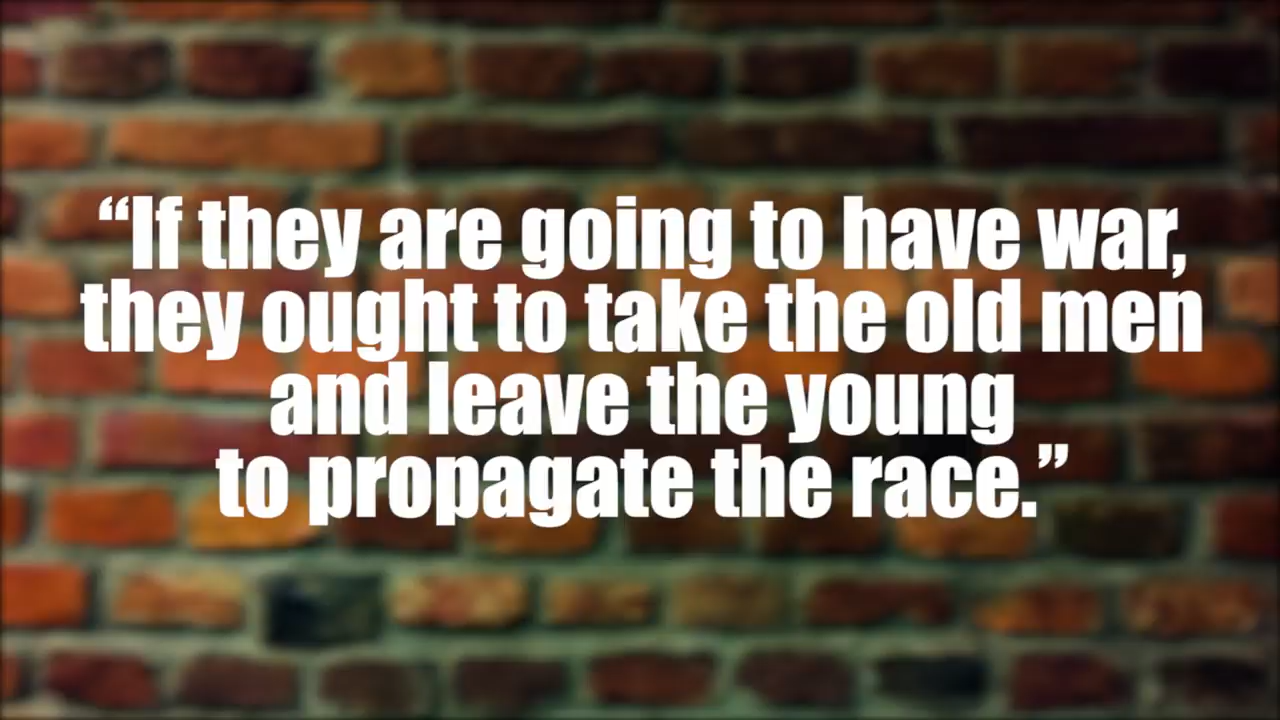 “If they are going to have war,
they ought to take the old men
and leave the young
to propagate the race.”